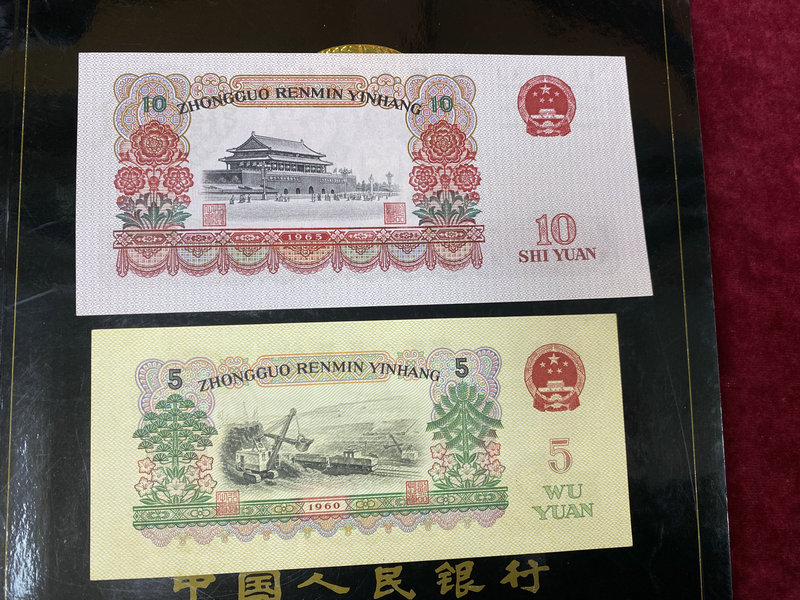 10 ZHONGGUO RENMIN YINHANG 10
1965
10
SHI YUAN
5 ZHONGGUO RENMIN YINHANG 5
1960
5
WU
YUAN
中国人民银行